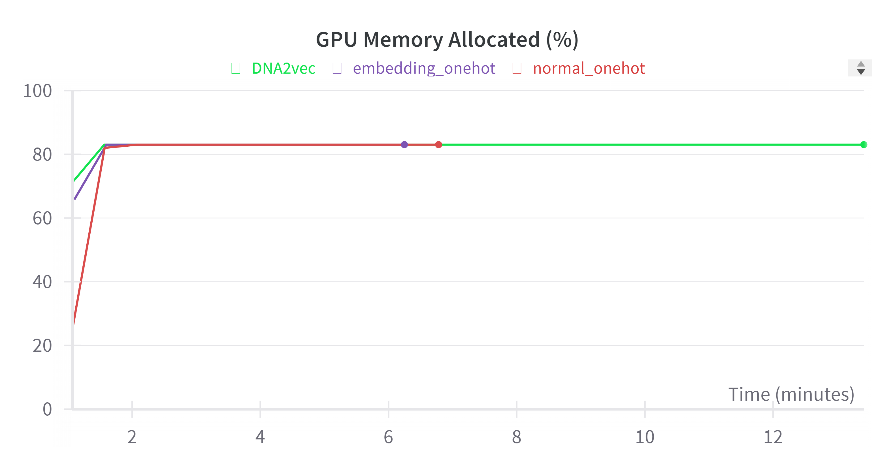 GPU Memory Allocated (%)
DNA2vec embedding_onehot normal_onehot
100
80
60
40
20
0
Time (minutes)
2 4 6 8 10 12